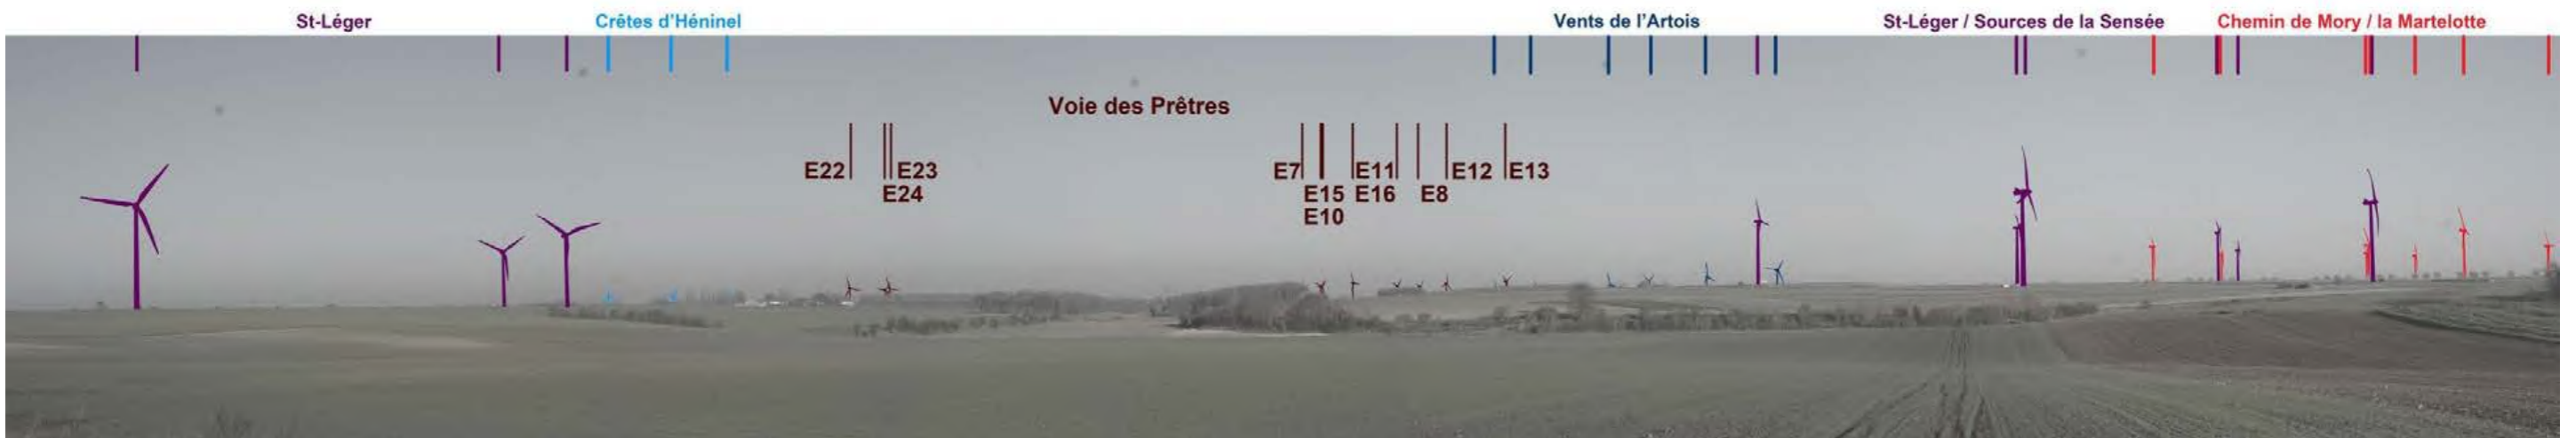 St-Léger
Crêtes d'Héninel
Vents de l'Artois
St-Léger / Sources de la Sensée
Chemin de Mory / la Martelotte
Voie des Prêtres
E22
E23
E24
E7
E11
E12
E13
E15
E16
E8
E10